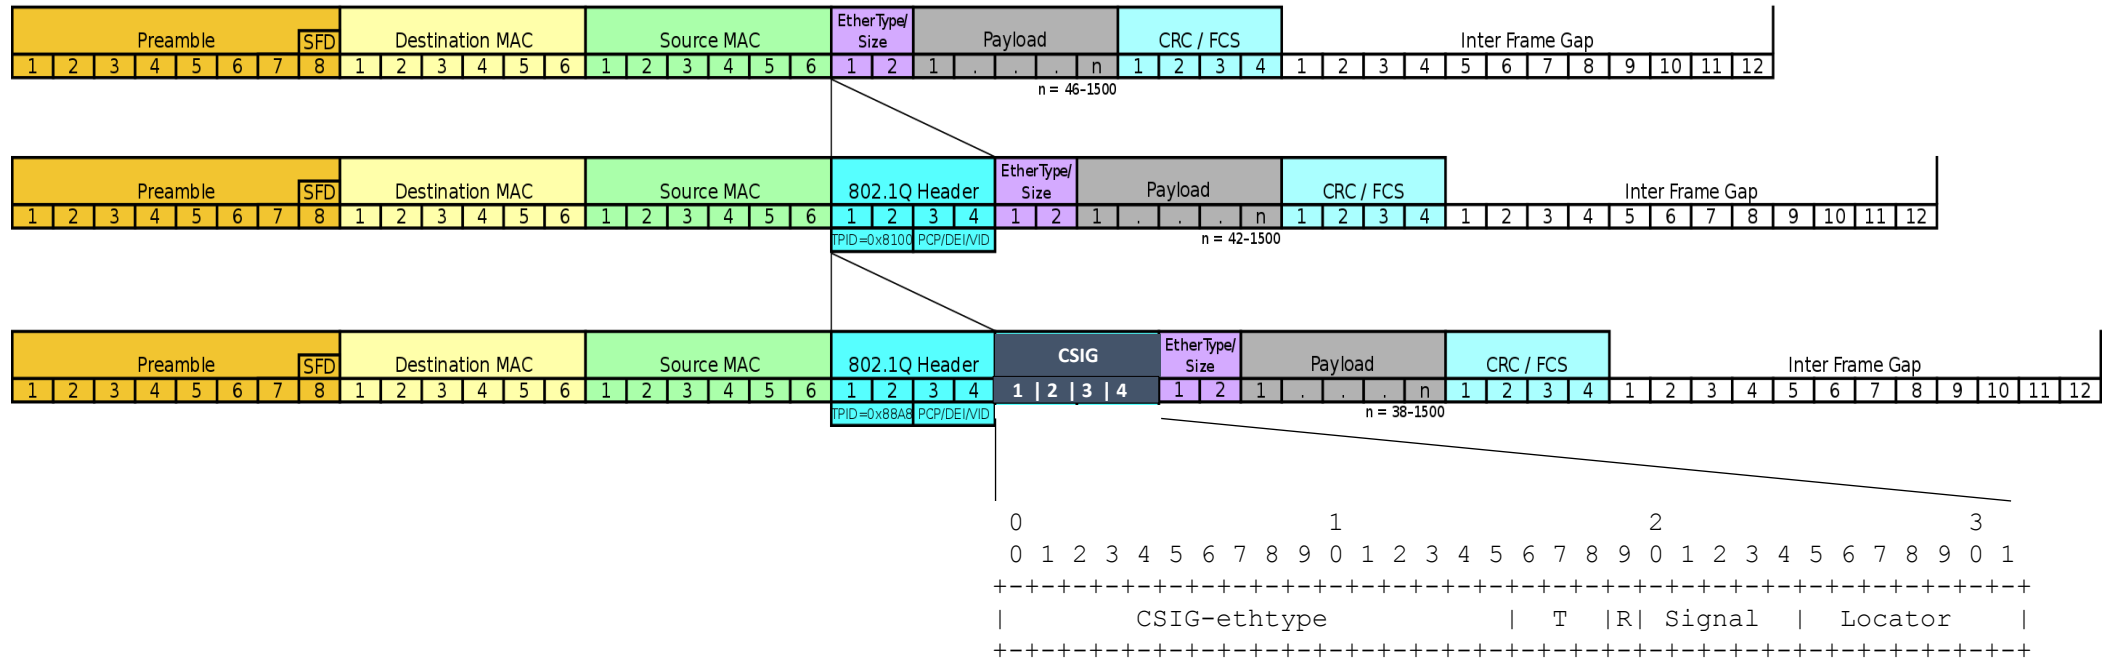 EtherType/
Preamble SFD Destination MAC Source MAC Size Payload CRC / FCS Inter Frame Gap
1 2 3 4 5 6 7 8 1 2 3 4 5 6 1 2 3 4 5 6 1 2 1 . . . n 1 2 3 4 1 2 3 4 5 6 7 8 9 10 11 12
n = 46-1500
EtherType/
Preamble SFD Destination MAC Source MAC 802.1Q Header Size Payload CRC / FCS Inter Frame Gap
1 2 3 4 5 6 7 8 1 2 3 4 5 6 1 2 3 4 5 6 1 2 3 4 1 2 1 . . . n 1 2 3 4 1 2 3 4 5 6 7 8 9 10 11 12
TPID=0x8100 PCP/DEI/VID n = 42-1500
EtherType/
Preamble SFD Destination MAC Source MAC 802.1Q Header CSIG Size Payload CRC / FCS Inter Frame Gap
1 2 3 4 5 6 7 8 1 2 3 4 5 6 1 2 3 4 5 6 1 2 3 4 1 | 2 | 3 | 4 1 2 1 . . . n 1 2 3 4 1 2 3 4 5 6 7 8 9 10 11 12
TPID=0x88A8 PCP/DEI/VID n = 38-1500
0 1 2 3
0 1 2 3 4 5 6 7 8 9 0 1 2 3 4 5 6 7 8 9 0 1 2 3 4 5 6 7 8 9 0 1
+-+-+-+-+-+-+-+-+-+-+-+-+-+-+-+-+-+-+-+-+-+-+-+-+-+-+-+-+-+-+-+-+
| CSIG-ethtype | T |R| Signal | Locator |
+-+-+-+-+-+-+-+-+-+-+-+-+-+-+-+-+-+-+-+-+-+-+-+-+-+-+-+-+-+-+-+-+